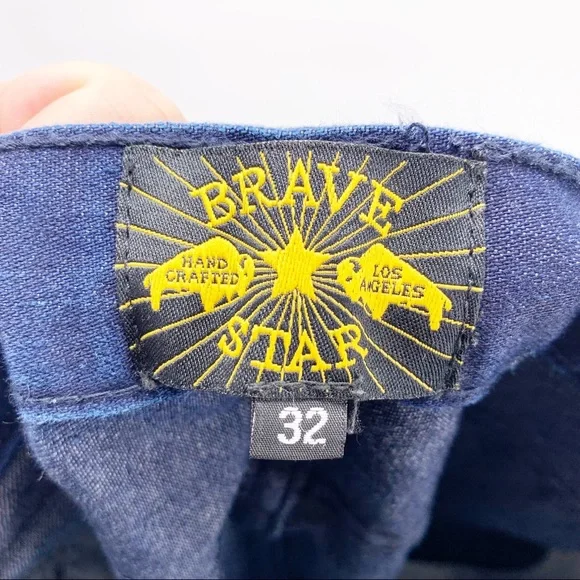 BRAVE
HAND
CRAFTED
LOS
ANGELES
STAR
32